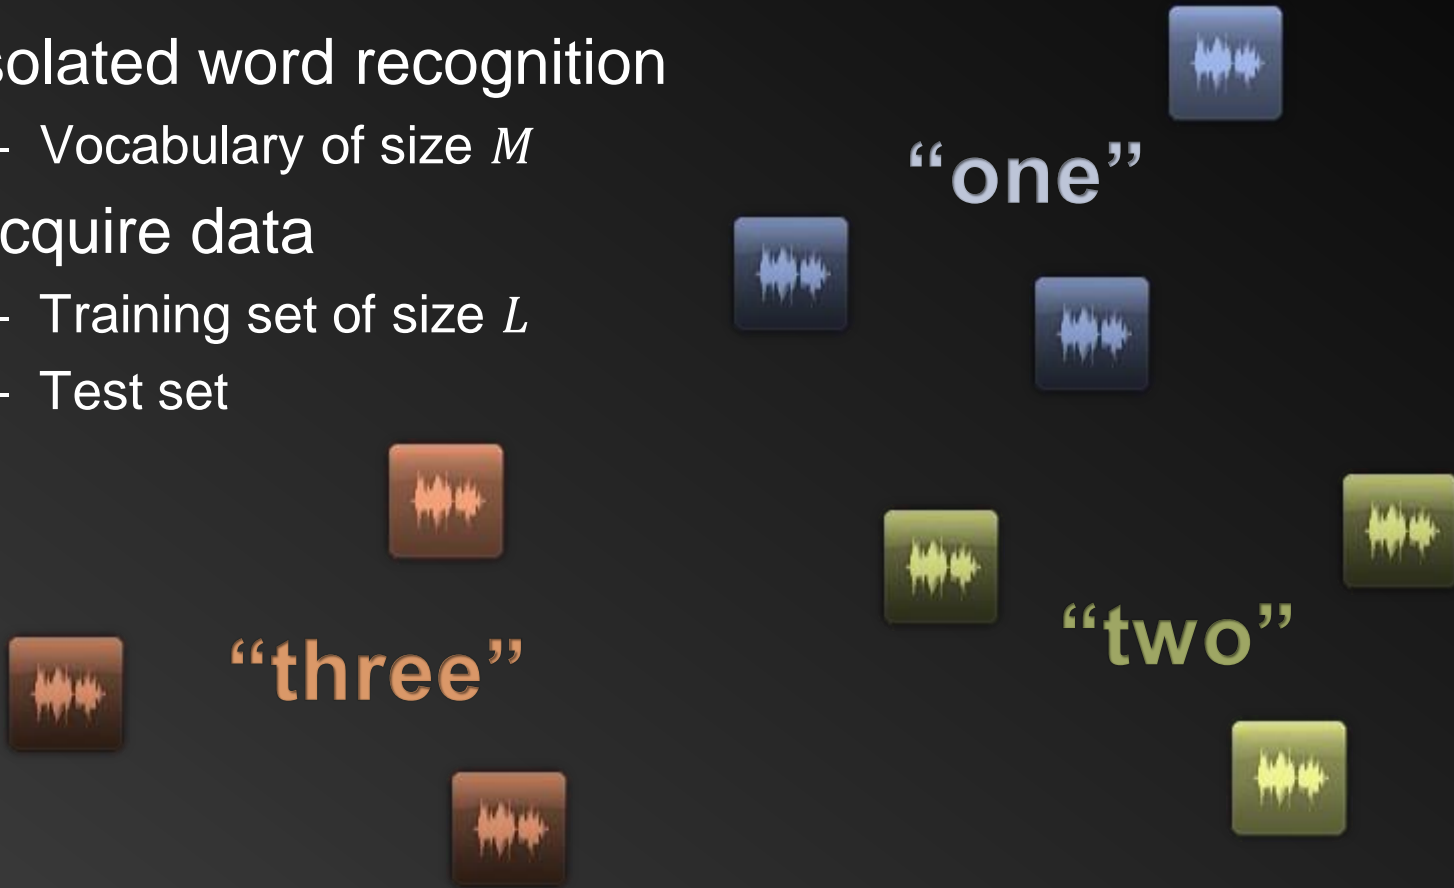 solated word recognition
- Vocabulary of size M
cquire data
- Training set of size L
- Test set
“one”
“two”
“three”